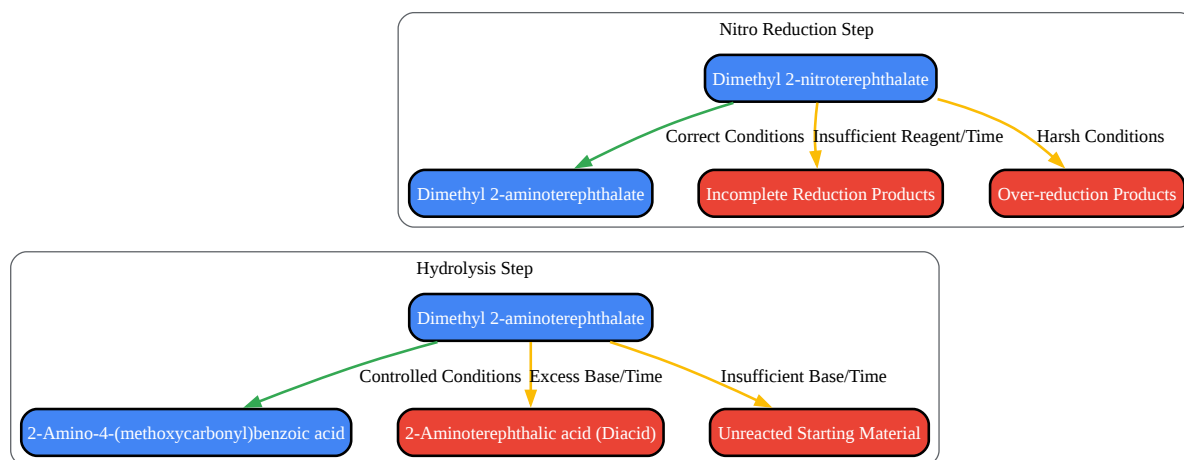 Nitro Reduction Step
Dimethyl 2-nitroterephthalate
Correct Conditions
Insufficient Reagent/Time
Harsh Conditions
Dimethyl 2-aminoterephthalate
Incomplete Reduction Products
Over-reduction Products
Hydrolysis Step
Dimethyl 2-aminoterephthalate
Controlled Conditions
Excess Base/Time
Insufficient Base/Time
2-Amino-4-(methoxycarbonyl)benzoic acid
2-Aminoterephthalic acid (Diacid)
Unreacted Starting Material